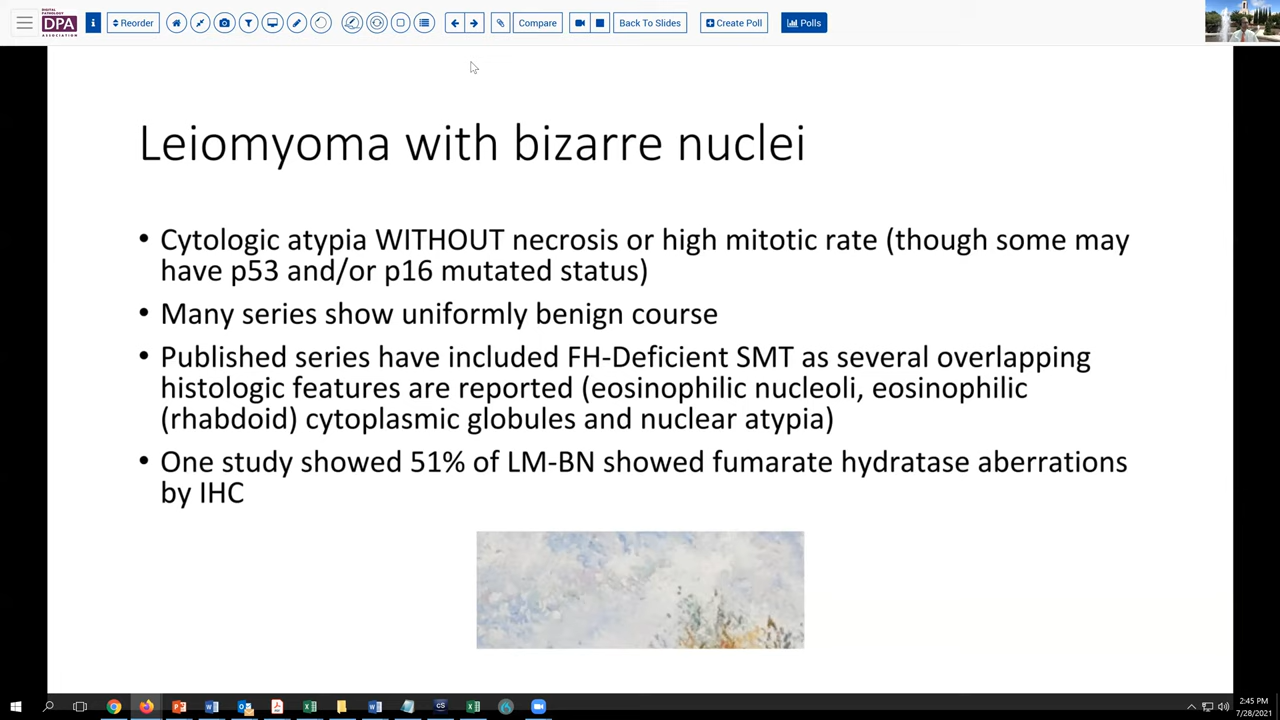 DIGITAL PATHOLOGY
DPA
ASSOCIATION
Reorder
Compare
Back To Slides
Create Poll
Polls
Leiomyoma with bizarre nuclei
• Cytologic atypia WITHOUT necrosis or high mitotic rate (though some may
have p53 and/or p16 mutated status)
• Many series show uniformly benign course
• Published series have included FH-Deficient SMT as several overlapping
histologic features are reported (eosinophilic nucleoli, eosinophilic
(rhabdoid) cytoplasmic globules and nuclear atypia)
• One study showed 51% of LM-BN showed fumarate hydratase aberrations
by IHC
2:45 PM
7/28/2021